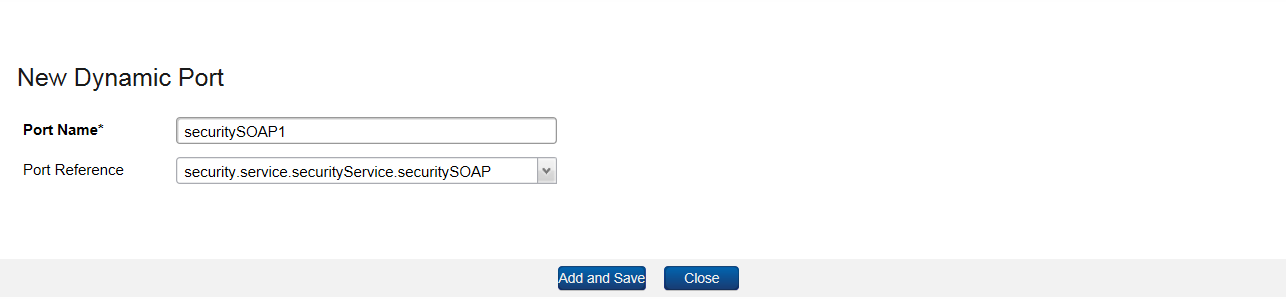 New Dynamic Port
Port Name* securitySOAP1
Port Reference security.service.securityService.securitySOAP
Add and Save Close